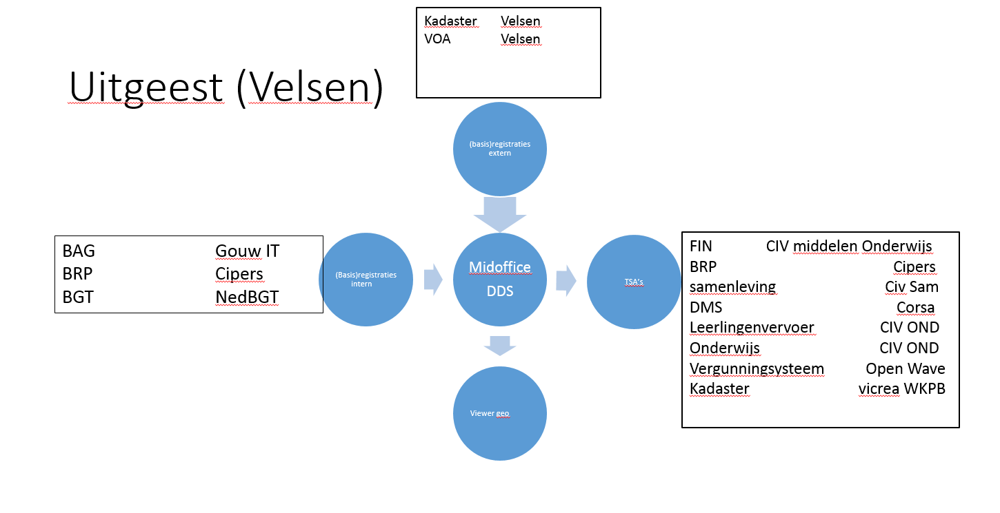 Kadaster Velsen
VOA Velsen
Uitgeest (Velsen)
(basis)registraties
extern
BAG Gouw IT
BRP Cipers
BGT NedBGT
(Basis)registraties
intern
Midoffice
DDS
TSA's
FIN CIV middelen Onderwijs
BRP Cipers
samenleving Civ Sam
DMS Corsa
Leerlingenvervoer CIV OND
Onderwijs CIV OND
Vergunningsysteem Open Wave
Kadaster vicrea WKPB
Viewer geo